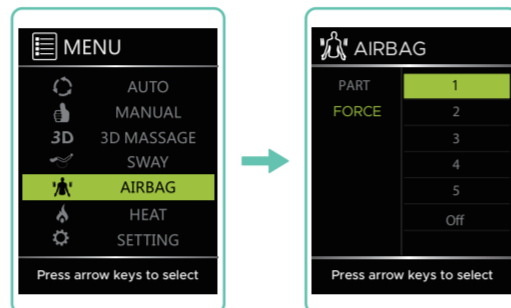 MENU
AUTO
MANUAL
3D 3D MASSAGE
SWAY
AIRBAG
HEAT
SETTING
Press arrow keys to select
AIRBAG
PART 1
FORCE 2
3
4
5
Off
Press arrow keys to select